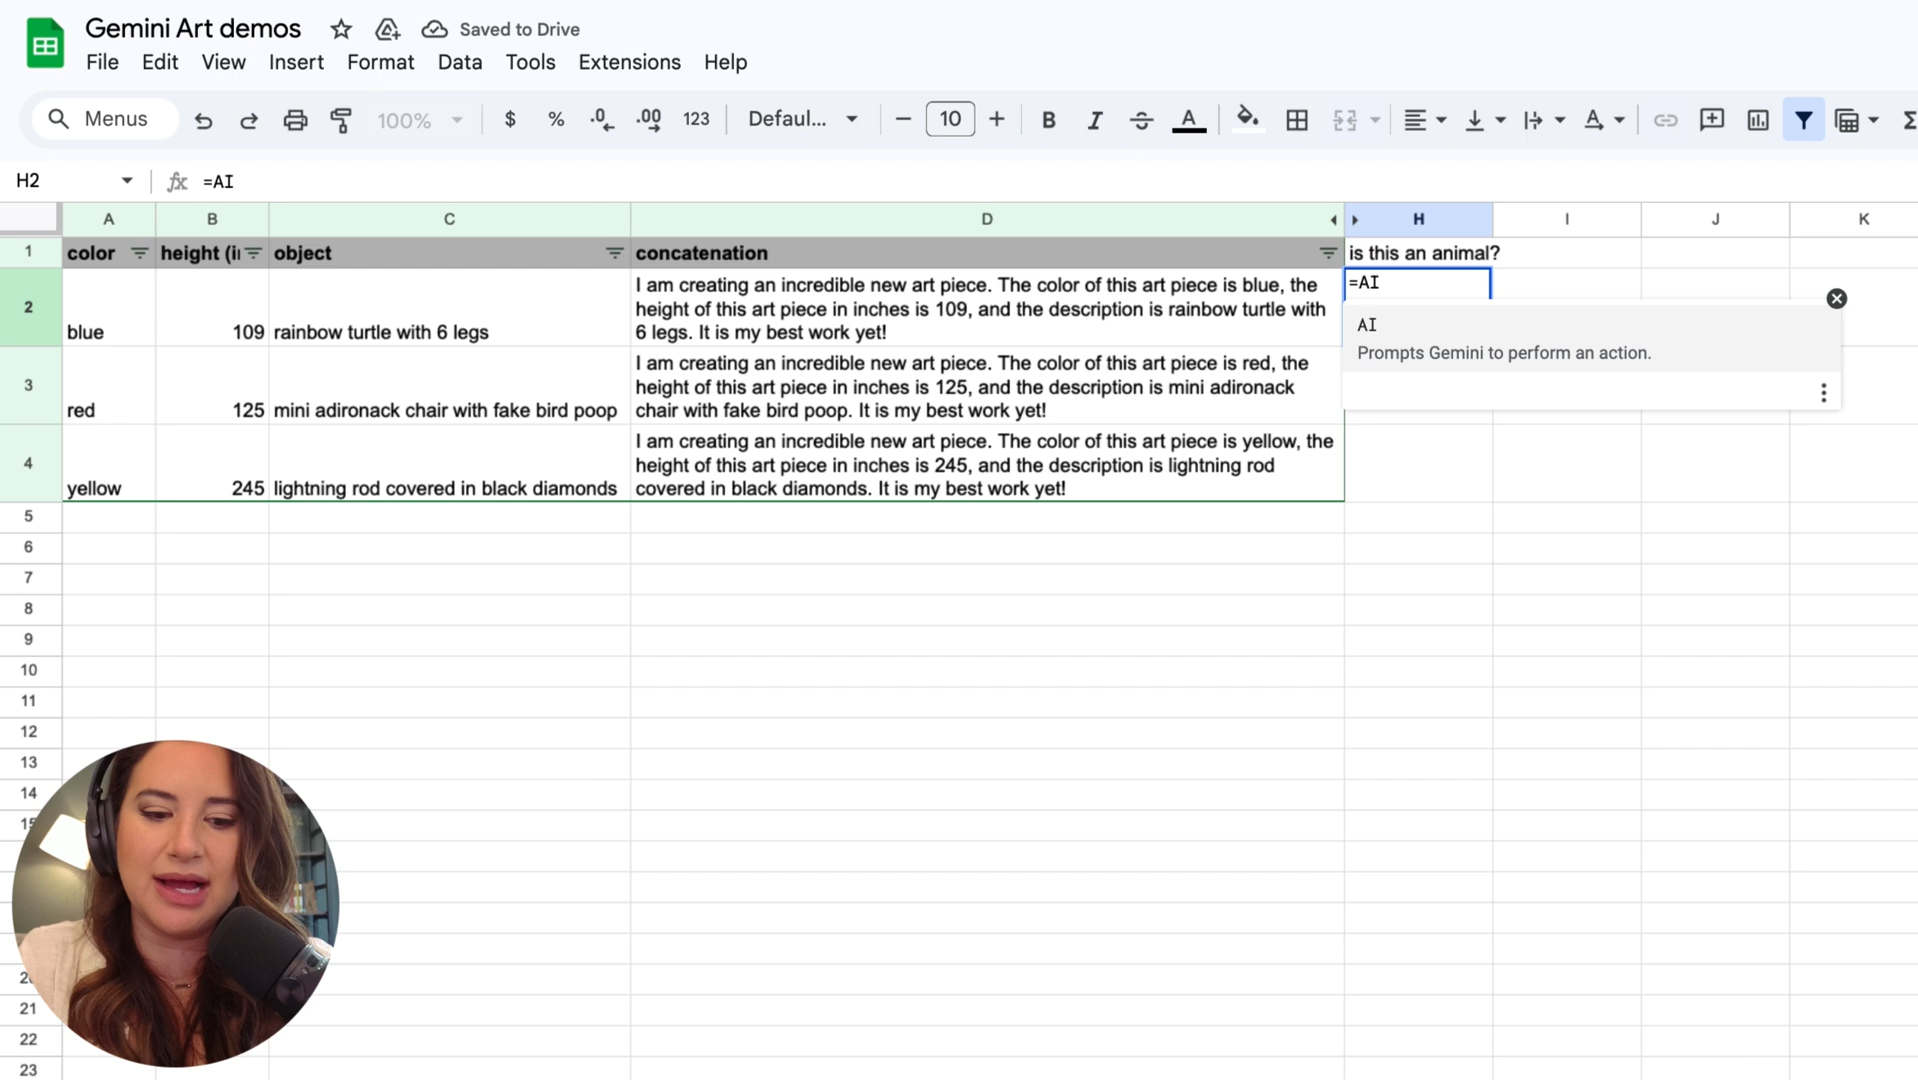 Gemini Art demos
Saved to Drive
File Edit View Insert Format Data Tools Extensions Help
Menus 100% $ % .0 .00 123 Defaul... 10 B I A
H2 =AI
A B C D H I J K
1 color height (i object concatenation is this an animal?
I am creating an incredible new art piece. The color of this art piece is blue, the
height of this art piece in inches is 109, and the description is rainbow turtle with
2 blue 109 rainbow turtle with 6 legs 6 legs. It is my best work yet!
=AI
AI
Prompts Gemini to perform an action.
I am creating an incredible new art piece. The color of this art piece is red, the
height of this art piece in inches is 125, and the description is mini adironack
3 red 125 mini adironack chair with fake bird poop chair with fake bird poop. It is my best work yet!
I am creating an incredible new art piece. The color of this art piece is yellow, the
height of this art piece in inches is 245, and the description is lightning rod
4 yellow 245 lightning rod covered in black diamonds covered in black diamonds. It is my best work yet!
5
6
7
8
9
10
11
12
13
14
21
22
23